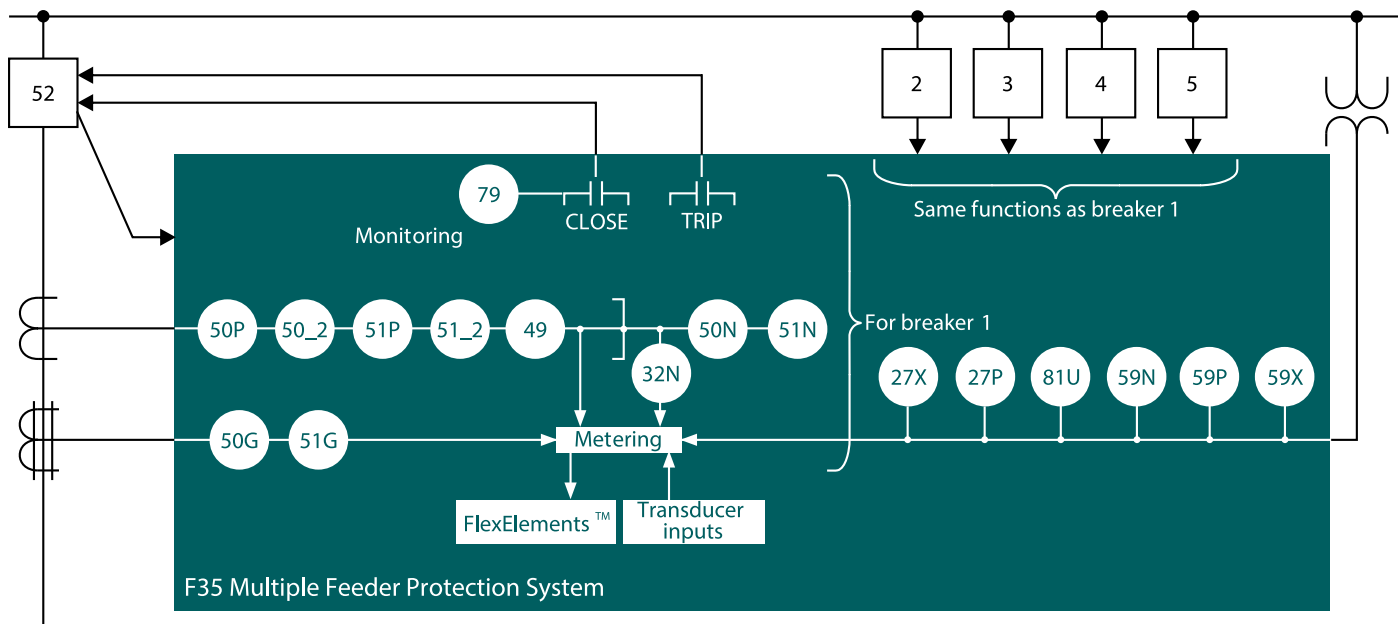 52
2
3
4
5
79
CLOSE
TRIP
Same functions as breaker 1
Monitoring
50P
50_2
51P
51_2
49
50N
51N
For breaker 1
32N
27X
27P
81U
59N
59P
59X
50G
51G
Metering
FlexElements ™
Transducer
inputs
F35 Multiple Feeder Protection System